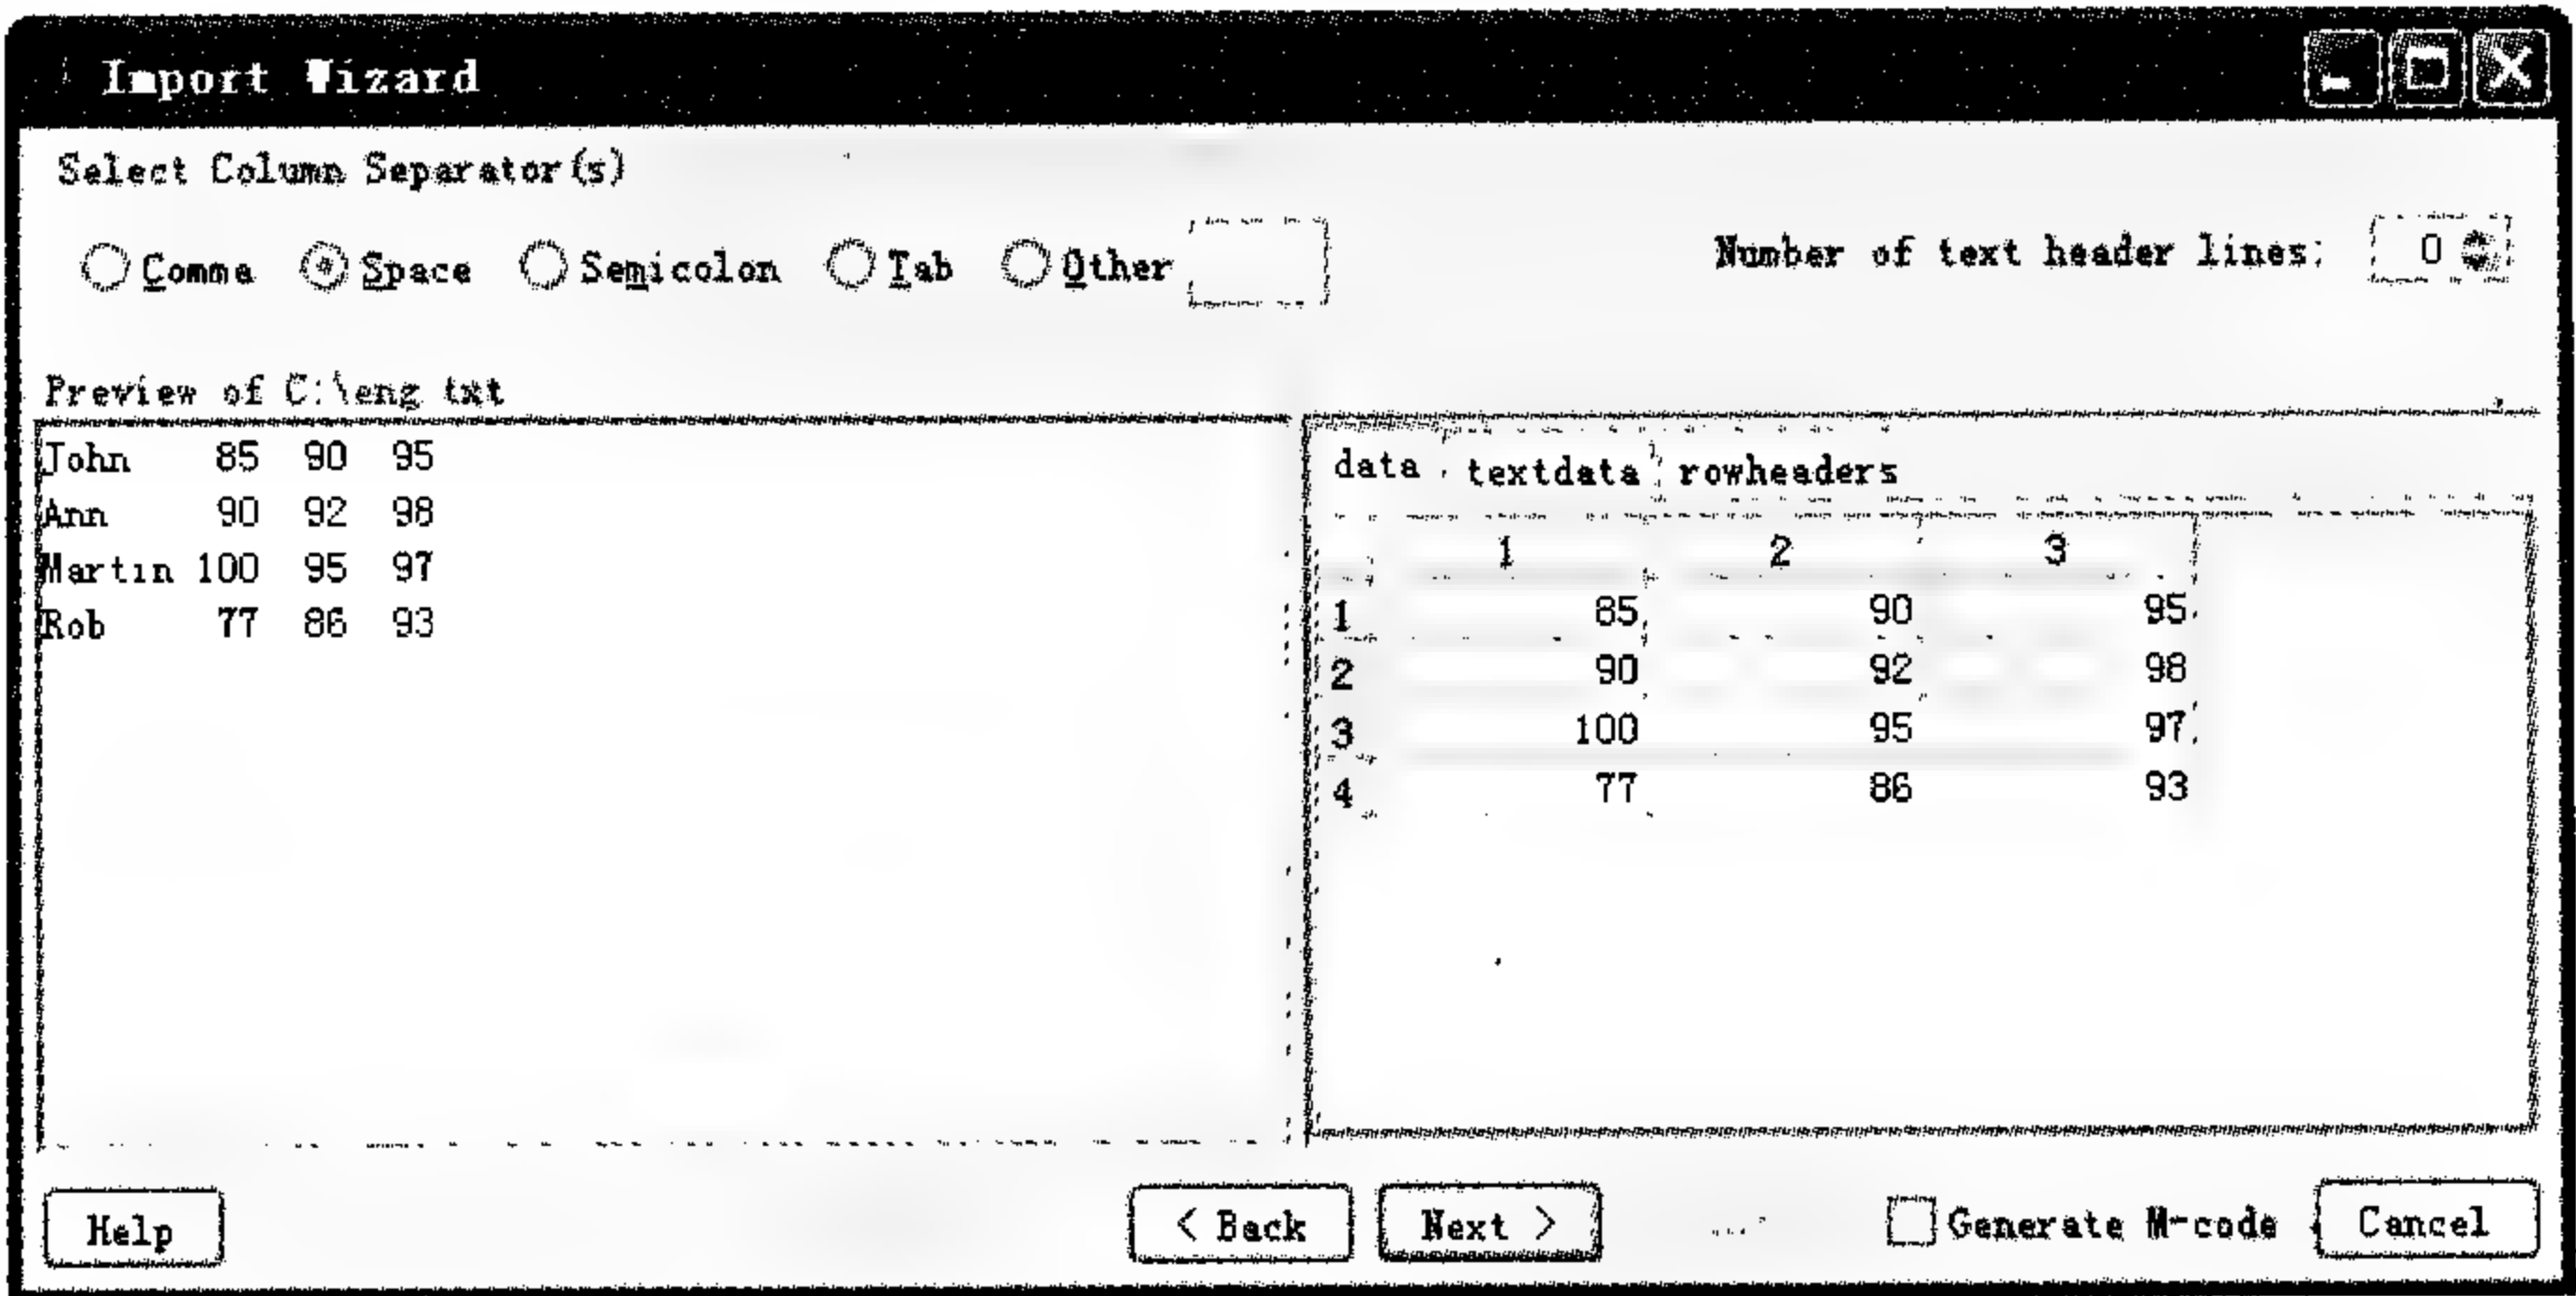 Import Wizard
Select Column Separator(s)
Comma Space Semicolon Tab Other
Number of text header lines: 0
Preview of C:\eng txt
John 85 90 95
Ann 90 92 98
Martin 100 95 97
Rob 77 86 93
data textdata rowheaders
1 2 3
1 85 90 95
2 90 92 98
3 100 95 97
4 77 86 93
Help
< Back
Next >
Generate M-code
Cancel